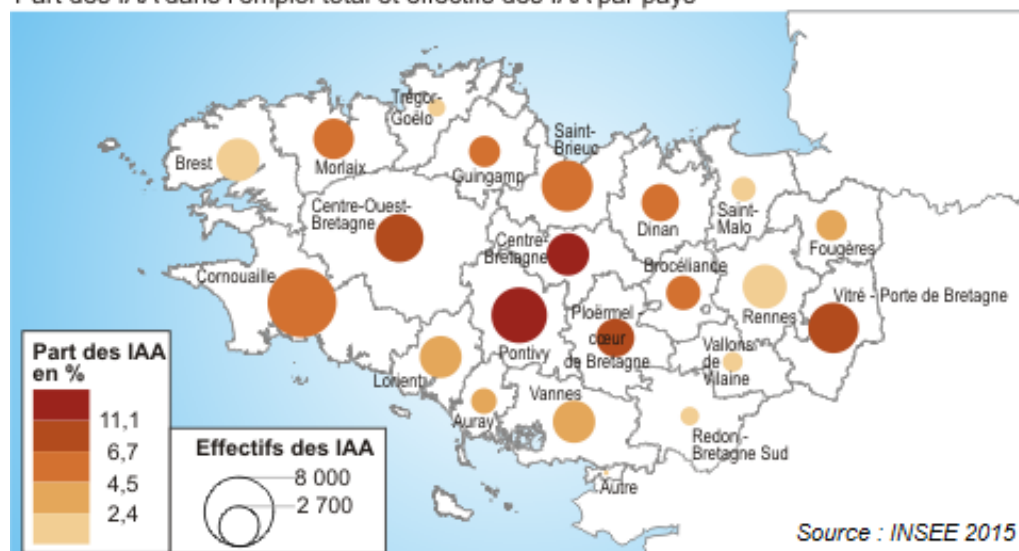 Part des IAA dans l'emploi total et effectifs des IAA par pays
Trégor-
Goëlo
Brest
Morlaix
Guingamp
Saint-
Brieuc
Dinan
Saint-
Malo
Fougères
Centre-Ouest-
Bretagne
Centre-
Bretagne
Brocéliance
Cornouaille
Rennes
Vitré - Porte de Bretagne
Pontivy
Ploërmel -
cœur
de Bretagne
Lorient
Vallons
de
Vilaine
Auray
Vannes
Redon -
Bretagne Sud
Autre
Part des IAA
en %
11,1
6,7
4,5
2,4
Effectifs des IAA
8 000
2 700
Source : INSEE 2015